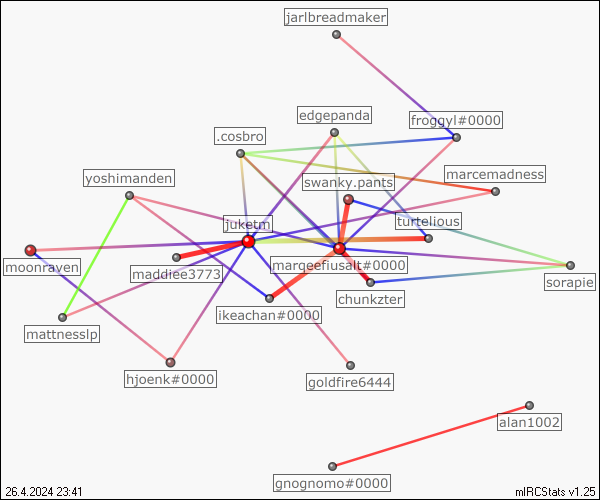 jarlbreadmaker
edgepanda
froggyl#0000
.cosbro
yoshimanden
swanky.pants
marcemadness
juketm
turtelious
margeefiusalt#0000
moonraven
maddiee3773
sorapie
chunkzter
ikeachan#0000
mattnesslp
hjoenk#0000
goldfire6444
alan1002
gnognomo#0000
26.4.2024 23:41
mIRCStats v1.25